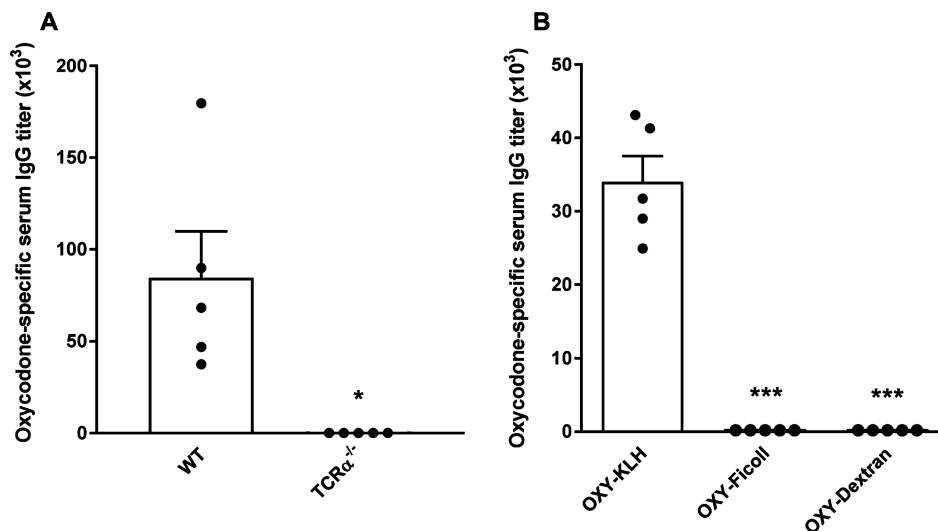 A
Oxycodone-specific serum IgG titer (x10³)
200
150
100
50
0
*
WT
TCRα⁻/⁻
B
Oxycodone-specific serum IgG titer (x10³)
50
40
30
20
10
0
***
***
OXY-KLH
OXY-Ficoll
OXY-Dextran